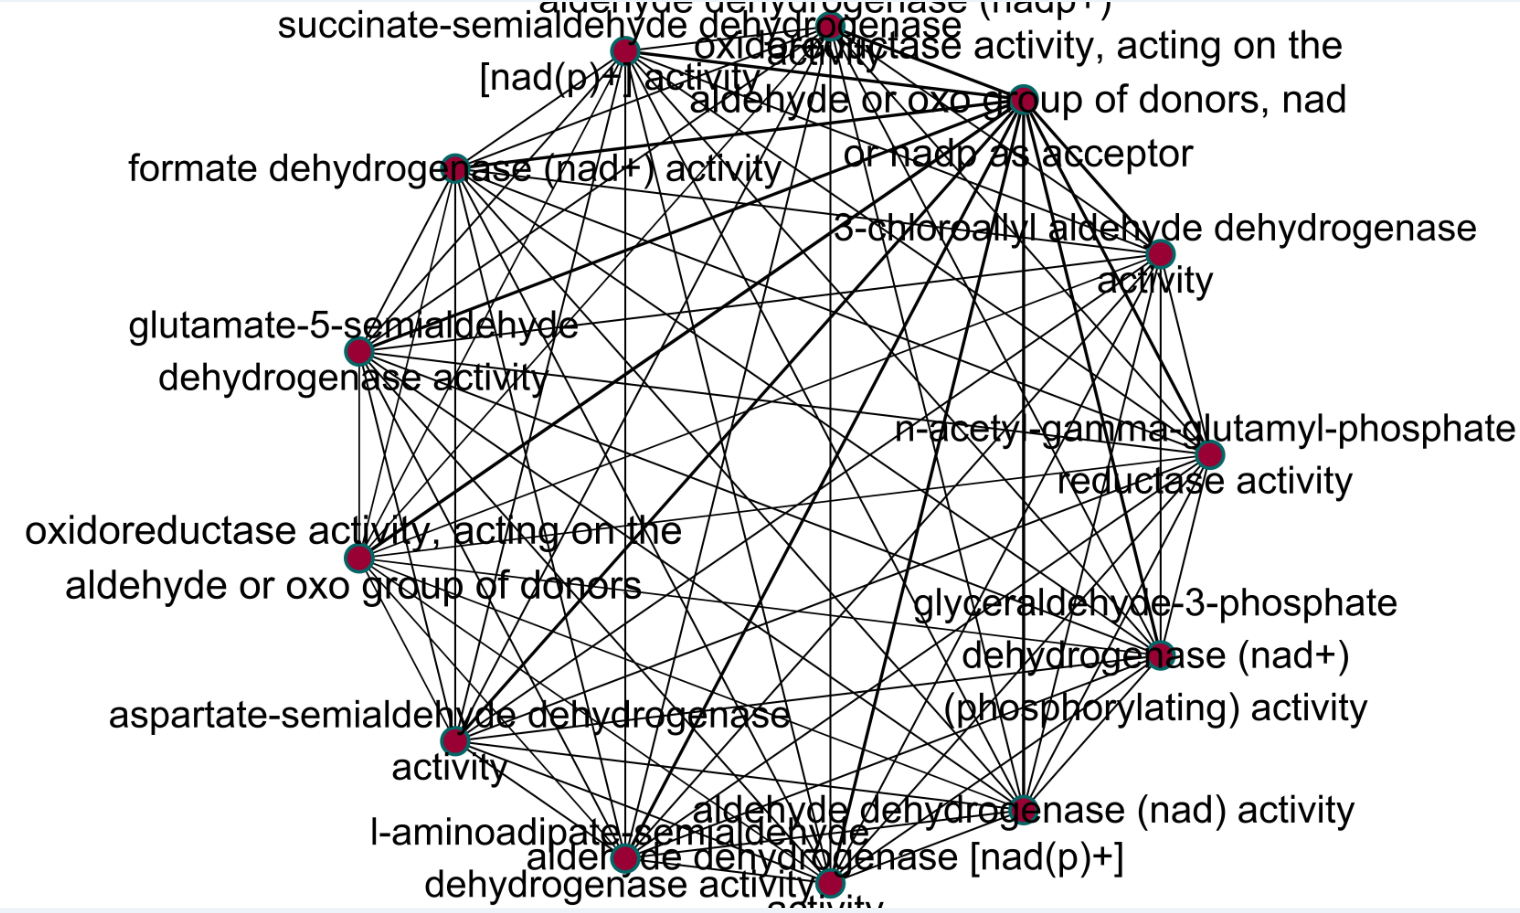 aldehyde dehydrogenase (nadp+)
activity
succinate-semialdehyde dehydrogenase
[nad(p)+] activity
oxidoreductase activity, acting on the
aldehyde or oxo group of donors, nad
or nadp as acceptor
formate dehydrogenase (nad+) activity
3-chloroallyl aldehyde dehydrogenase
activity
glutamate-5-semialdehyde
dehydrogenase activity
n-acetyl-gamma-glutamyl-phosphate
reductase activity
oxidoreductase activity, acting on the
aldehyde or oxo group of donors
glyceraldehyde-3-phosphate
dehydrogenase (nad+)
(phosphorylating) activity
aspartate-semialdehyde dehydrogenase
activity
aldehyde dehydrogenase (nad) activity
l-aminoadipate-semialdehyde
dehydrogenase activity
aldehyde dehydrogenase [nad(p)+]
activity